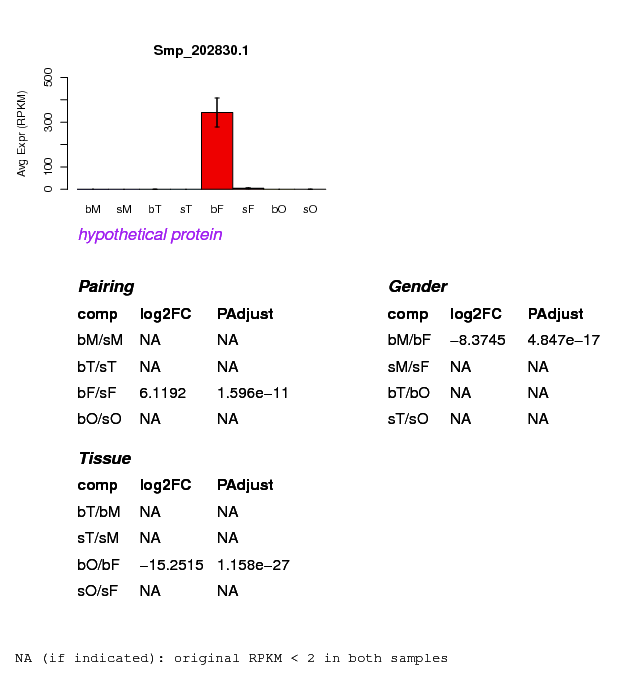 Smp_202830.1
Avg Expr (RPKM)
500
300
100
0
bM sM bT sT bF sF bO sO
hypothetical protein
Pairing
comp log2FC PAdjust
bM/sM NA NA
bT/sT NA NA
bF/sF 6.1192 1.596e−11
bO/sO NA NA
Gender
comp log2FC PAdjust
bM/bF −8.3745 4.847e−17
sM/sF NA NA
bT/bO NA NA
sT/sO NA NA
Tissue
comp log2FC PAdjust
bT/bM NA NA
sT/sM NA NA
bO/bF −15.2515 1.158e−27
sO/sF NA NA
NA (if indicated): original RPKM < 2 in both samples